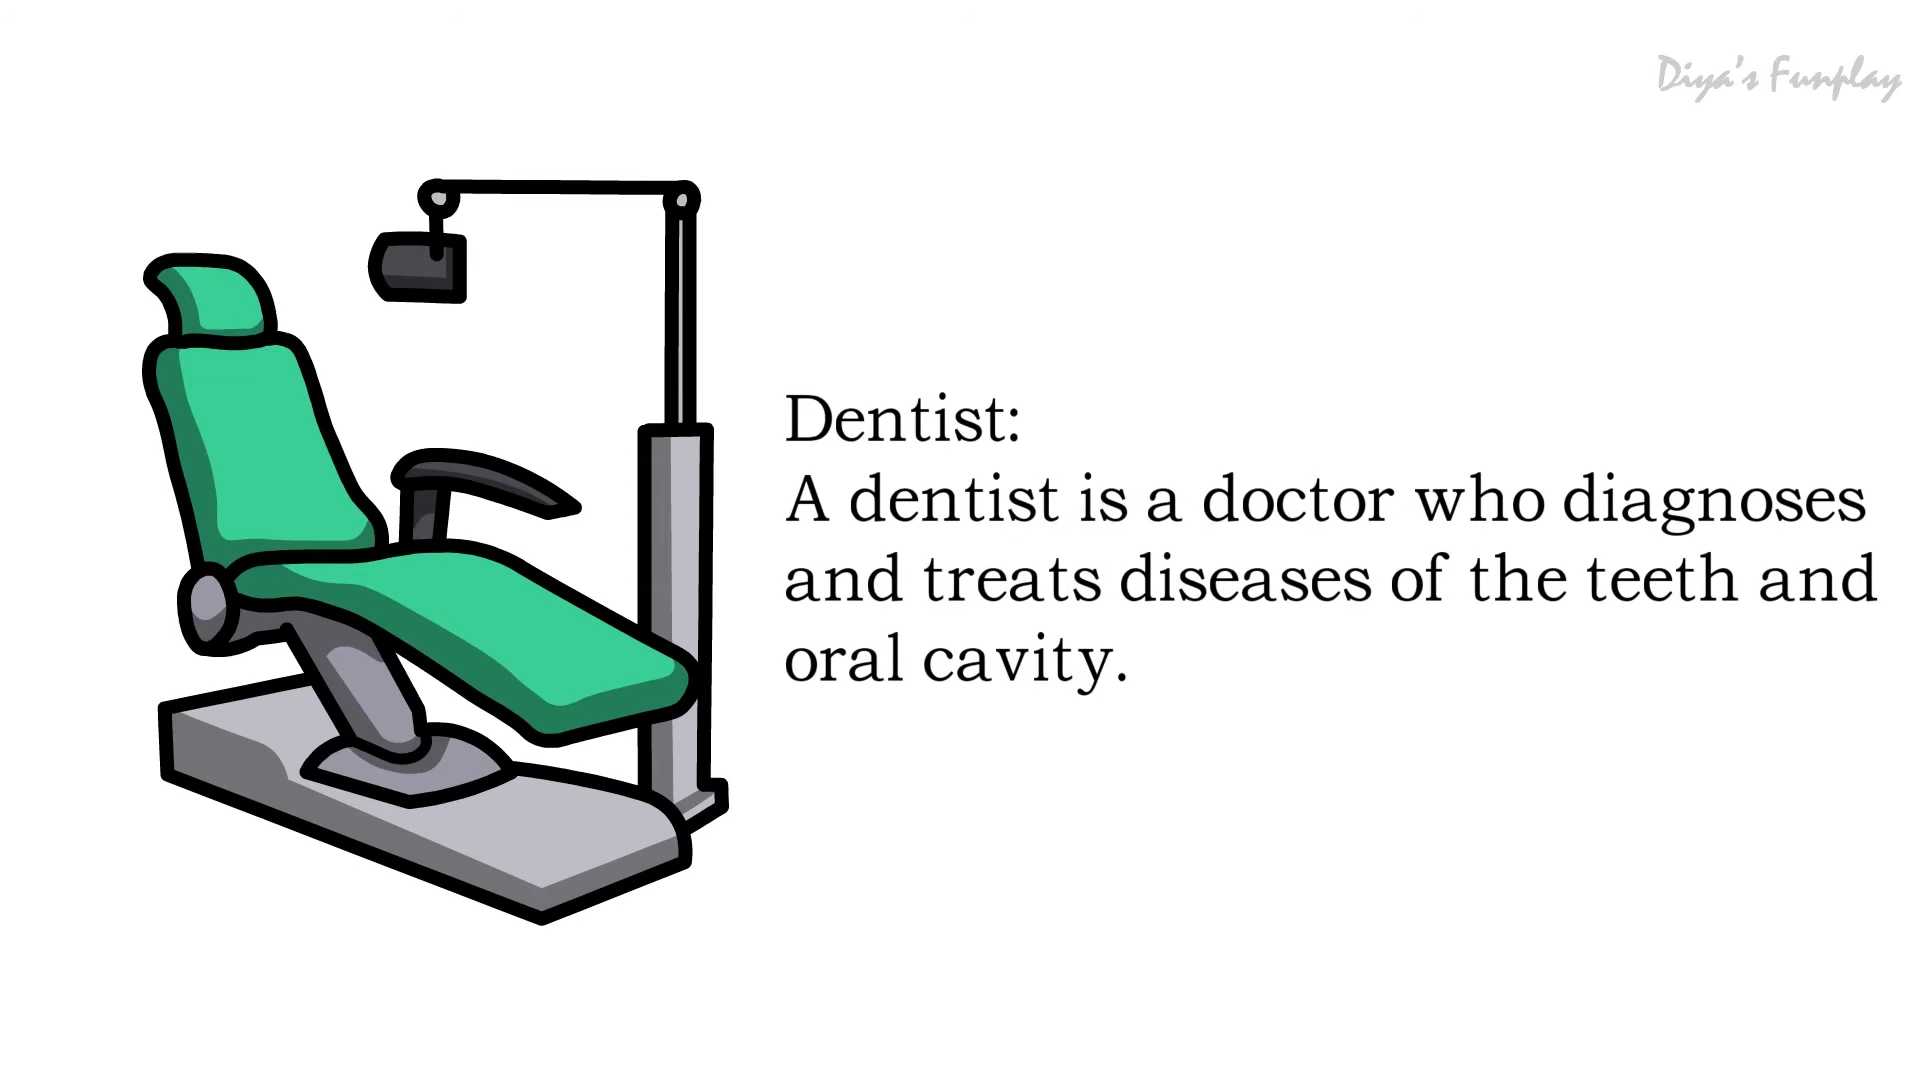 Diya's Funplay
Dentist:
A dentist is a doctor who diagnoses
and treats diseases of the teeth and
oral cavity.